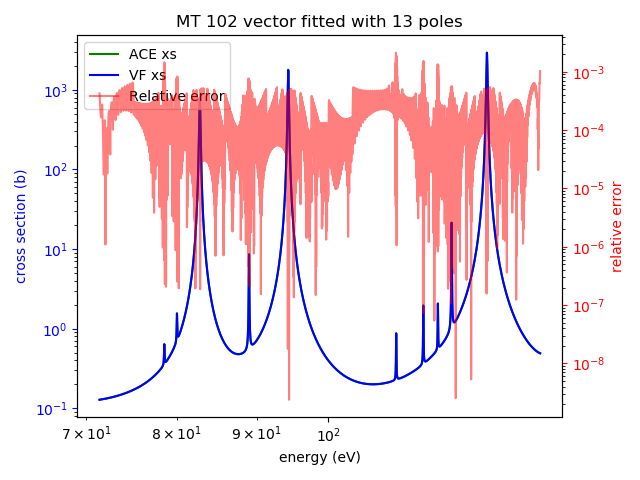 MT 102 vector fitted with 13 poles
ACE xs
VF xs
Relative error
cross section (b)
10³
10²
10¹
10⁰
10⁻¹
relative error
10⁻³
10⁻⁴
10⁻⁵
10⁻⁶
10⁻⁷
10⁻⁸
7 × 10¹ 8 × 10¹ 9 × 10¹ 10²
energy (eV)